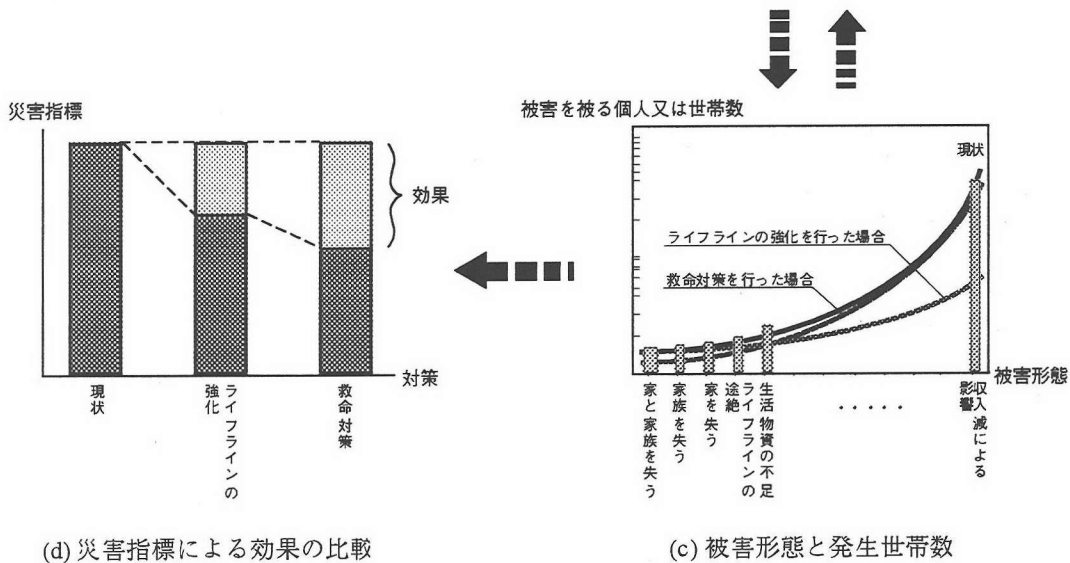 災害指標
効果
対策
現状
ライフラインの
強化
救命対策
(d) 災害指標による効果の比較
被害を被る個人又は世帯数
現状
ライフラインの強化を行った場合
救命対策を行った場合
被害形態
家と家族を失う
家族を失う
家を失う
ライフラインの
途絶
生活物資の不足
・・・・・
収入減による
影響
(c) 被害形態と発生世帯数